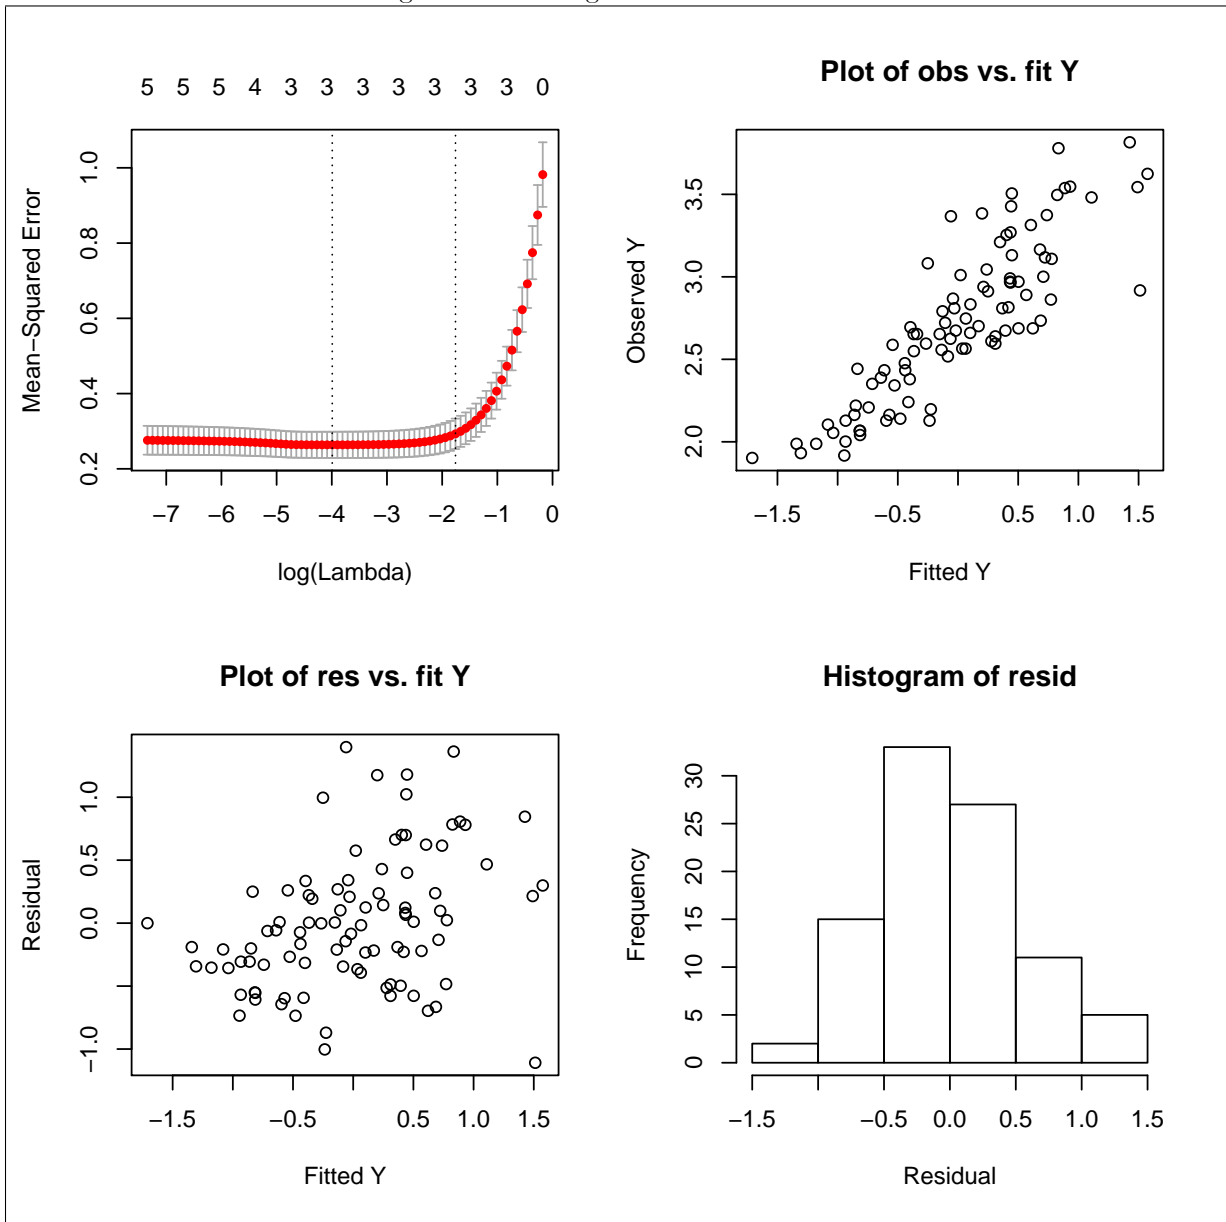 5 5 5 4 3 3 3 3 3 3 3 0
Mean−Squared Error
0.2 0.4 0.6 0.8 1.0
−7 −6 −5 −4 −3 −2 −1 0
log(Lambda)
Plot of obs vs. fit Y
Observed Y
2.0 2.5 3.0 3.5
−1.5 −0.5 0.5 1.0 1.5
Fitted Y
Plot of res vs. fit Y
Residual
−1.0 0.0 0.5 1.0
−1.5 −0.5 0.5 1.0 1.5
Fitted Y
Histogram of resid
Frequency
0 5 10 15 20 25 30
−1.5 −0.5 0.0 0.5 1.0 1.5
Residual